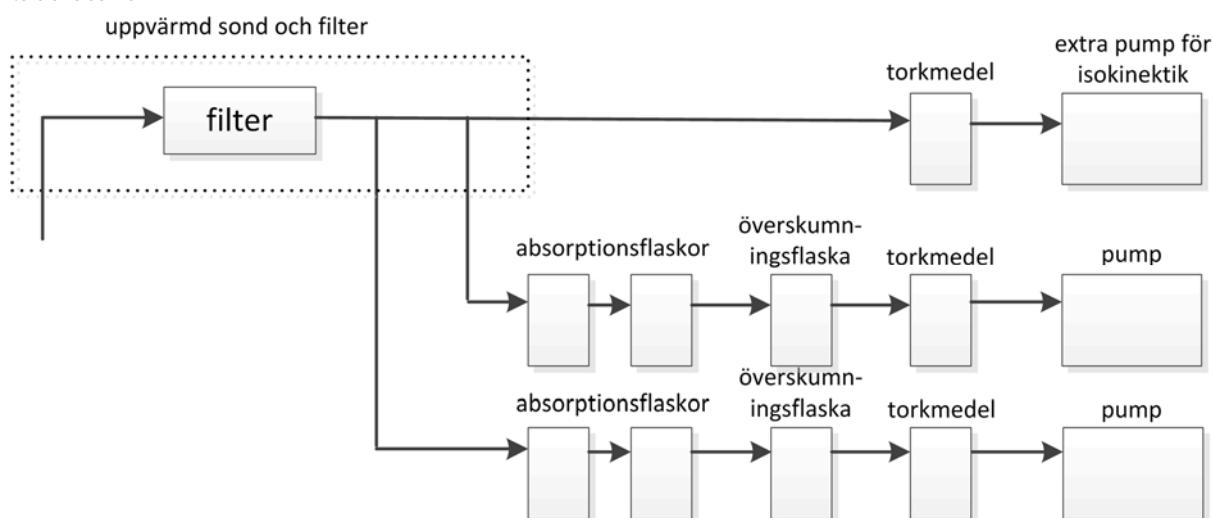 uppvärmd sond och filter
filter
torkmedel
extra pump för
isokinektik
absorptionsflaskor
överskumn-
ingsflaska
torkmedel
pump
absorptionsflaskor
överskumn-
ingsflaska
torkmedel
pump